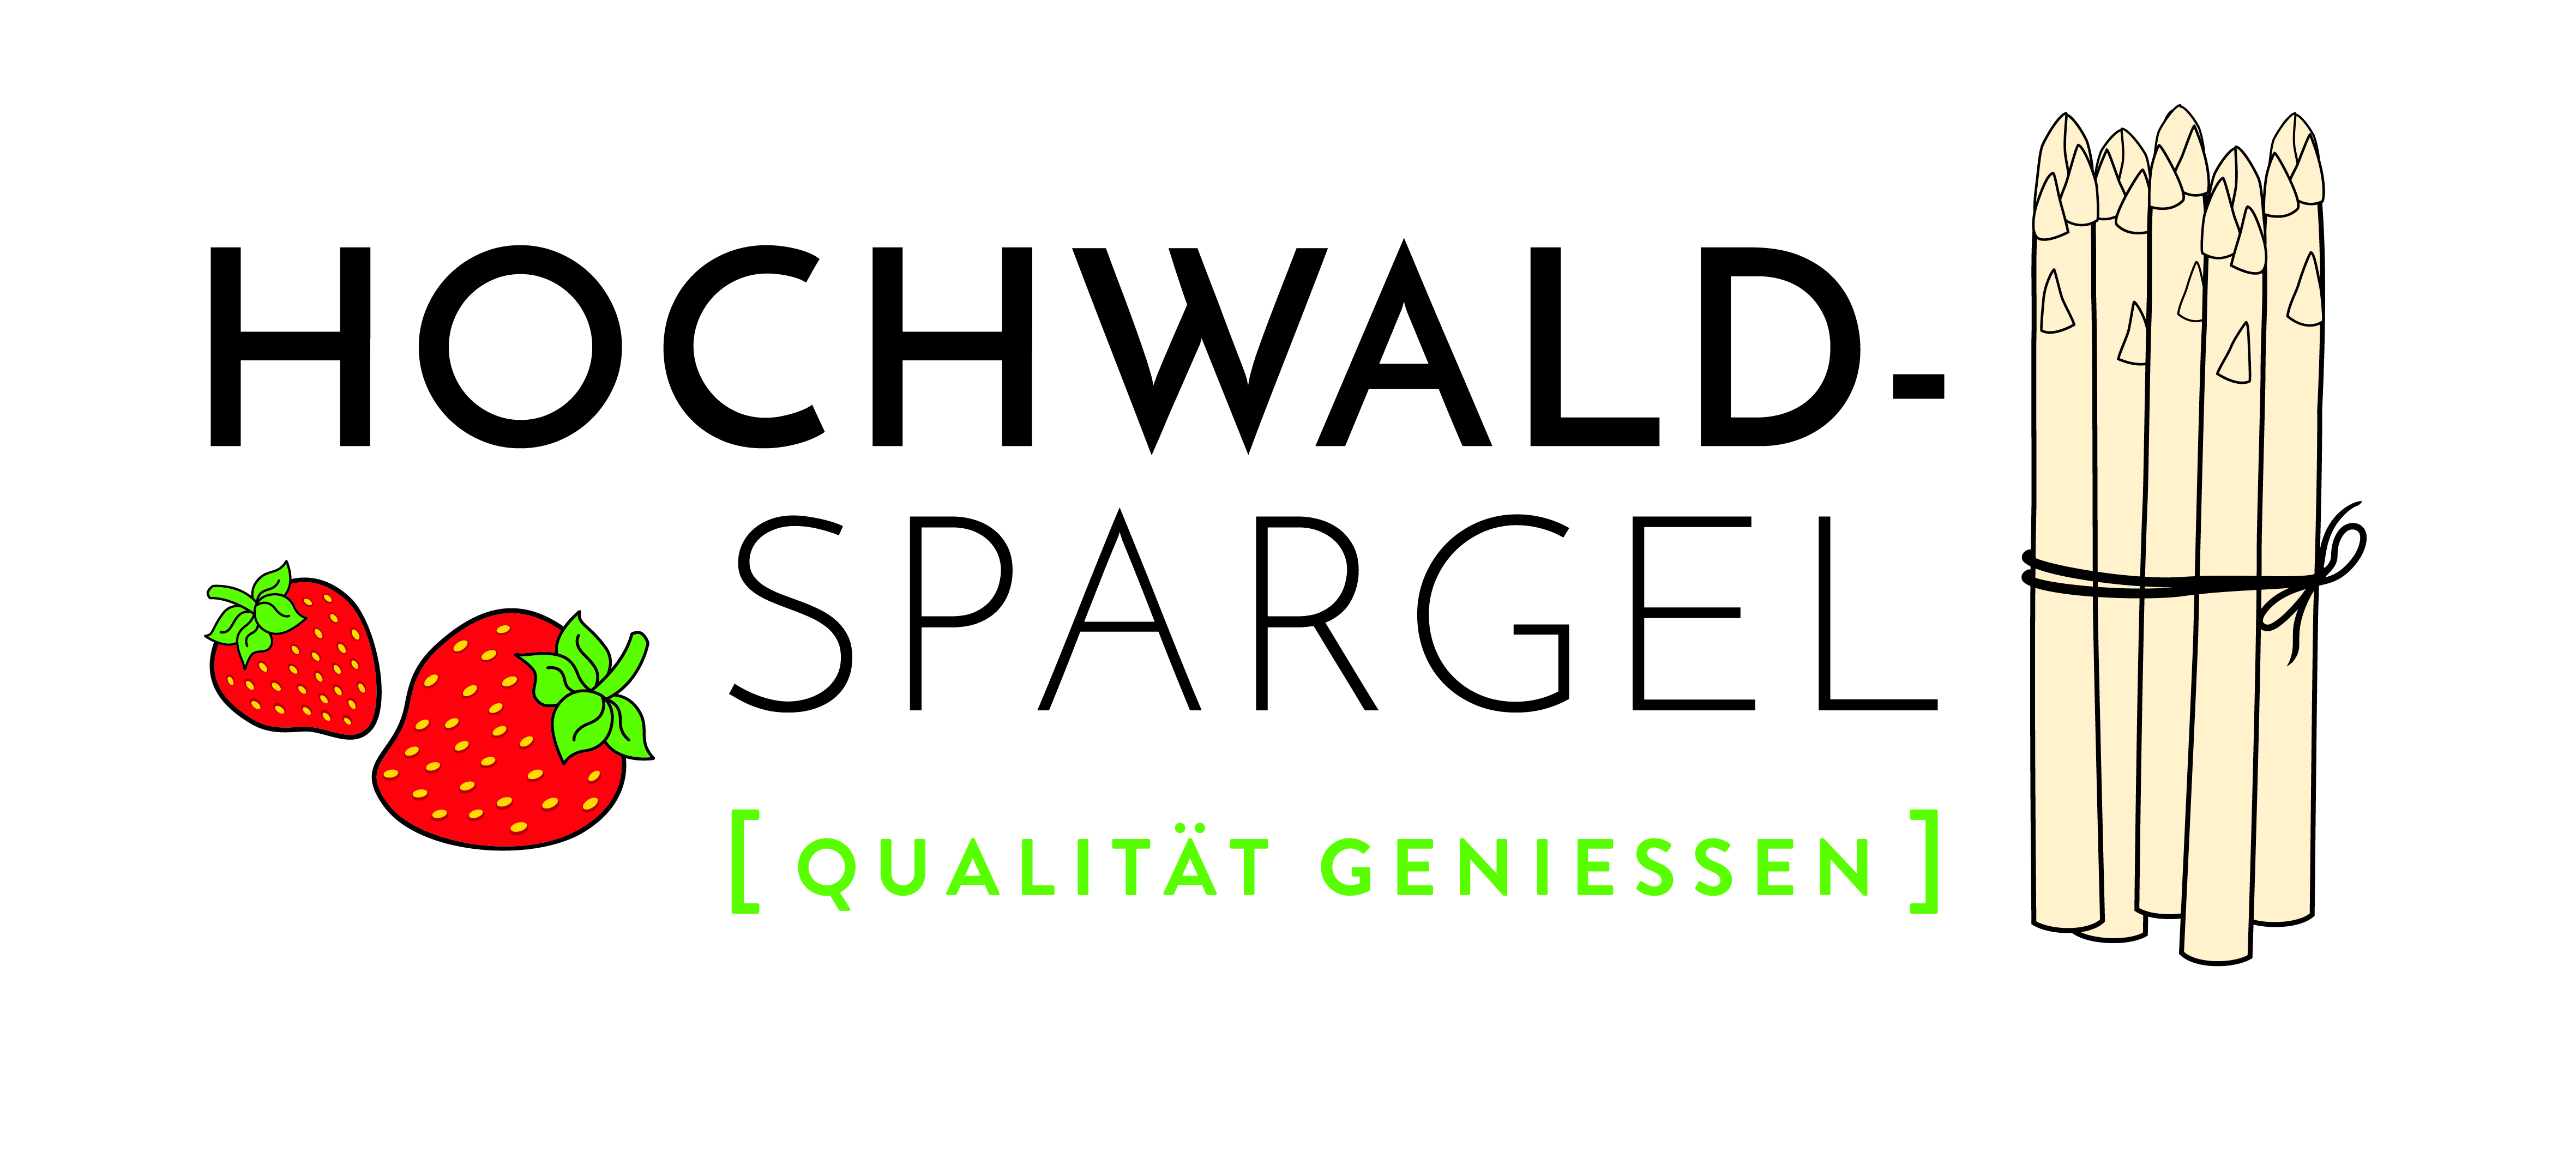 HOCHWALD-
SPARGEL
[ QUALITÄT GENIESSEN ]